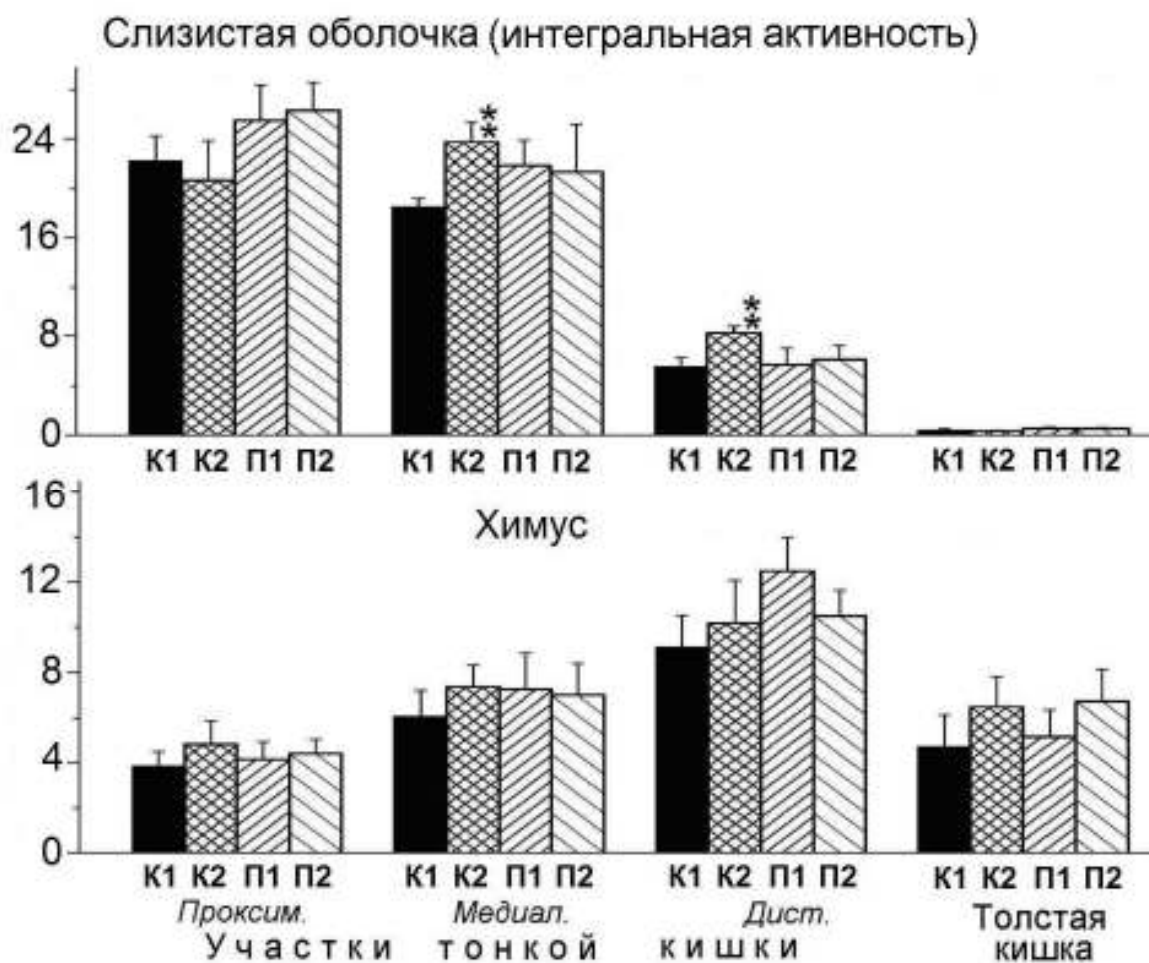 Слизистая оболочка (интегральная активность)
24
16
8
0
**
**
К1 К2 П1 П2 К1 К2 П1 П2 К1 К2 П1 П2 К1 К2 П1 П2
Химус
16
12
8
4
0
К1 К2 П1 П2 К1 К2 П1 П2 К1 К2 П1 П2 К1 К2 П1 П2
Проксим. Медиал. Дист. Толстая
Участки тонкой кишки кишка